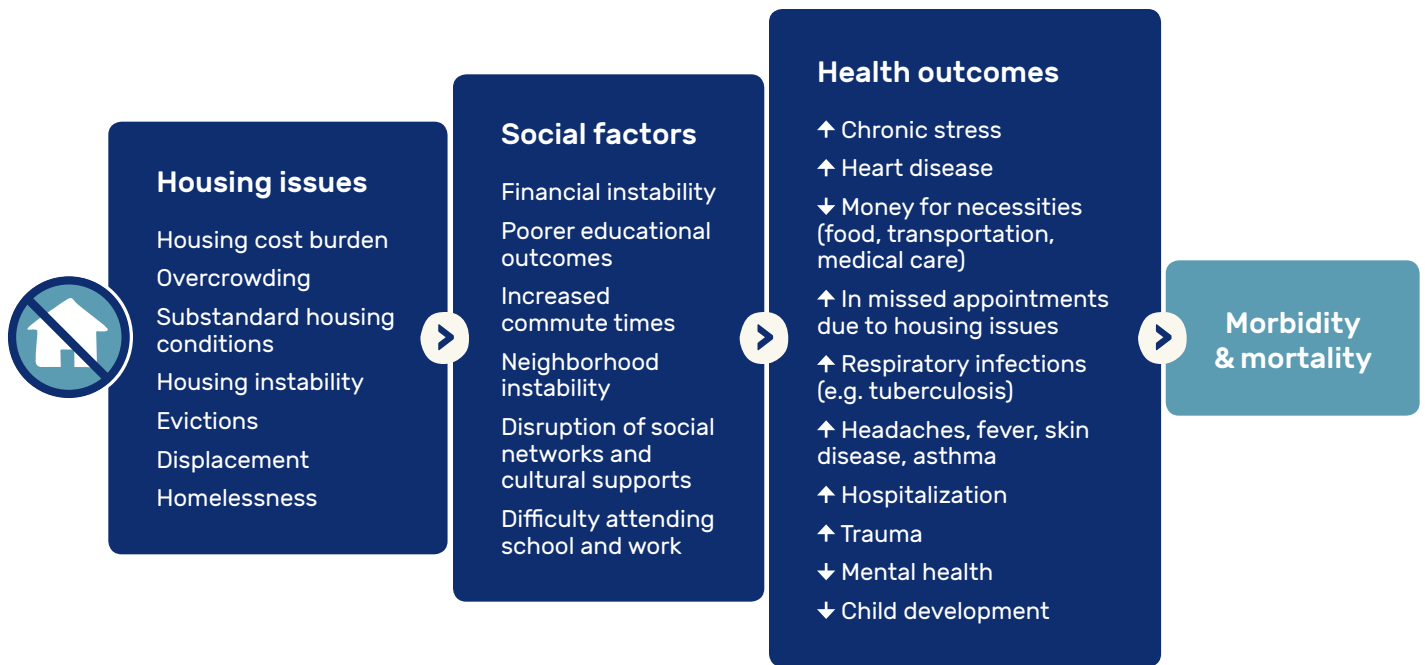 Housing issues
Housing cost burden
Overcrowding
Substandard housing
conditions
Housing instability
Evictions
Displacement
Homelessness
Social factors
Financial instability
Poorer educational
outcomes
Increased
commute times
Neighborhood
instability
Disruption of social
networks and
cultural supports
Difficulty attending
school and work
Health outcomes
↑ Chronic stress
↑ Heart disease
↓ Money for necessities
(food, transportation,
medical care)
↑ In missed appointments
due to housing issues
↑ Respiratory infections
(e.g. tuberculosis)
↑ Headaches, fever, skin
disease, asthma
↑ Hospitalization
↑ Trauma
↓ Mental health
↓ Child development
Morbidity
& mortality